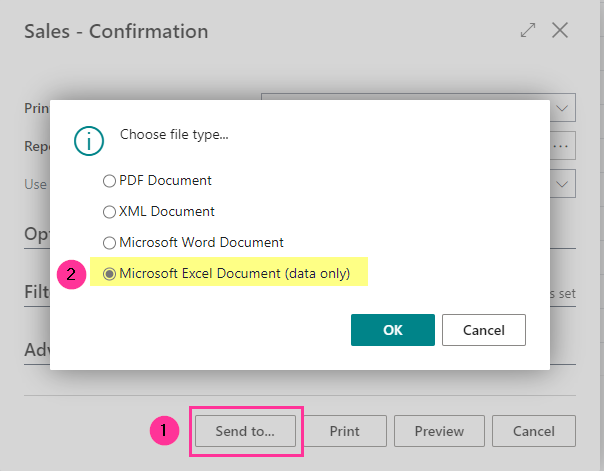 Sales - Confirmation
Prin
Choose file type...
Repo
...
PDF Document
Use
XML Document
Opt
Microsoft Word Document
2 Microsoft Excel Document (data only)
Filt
s set
OK Cancel
Adv
1 Send to... Print Preview Cancel